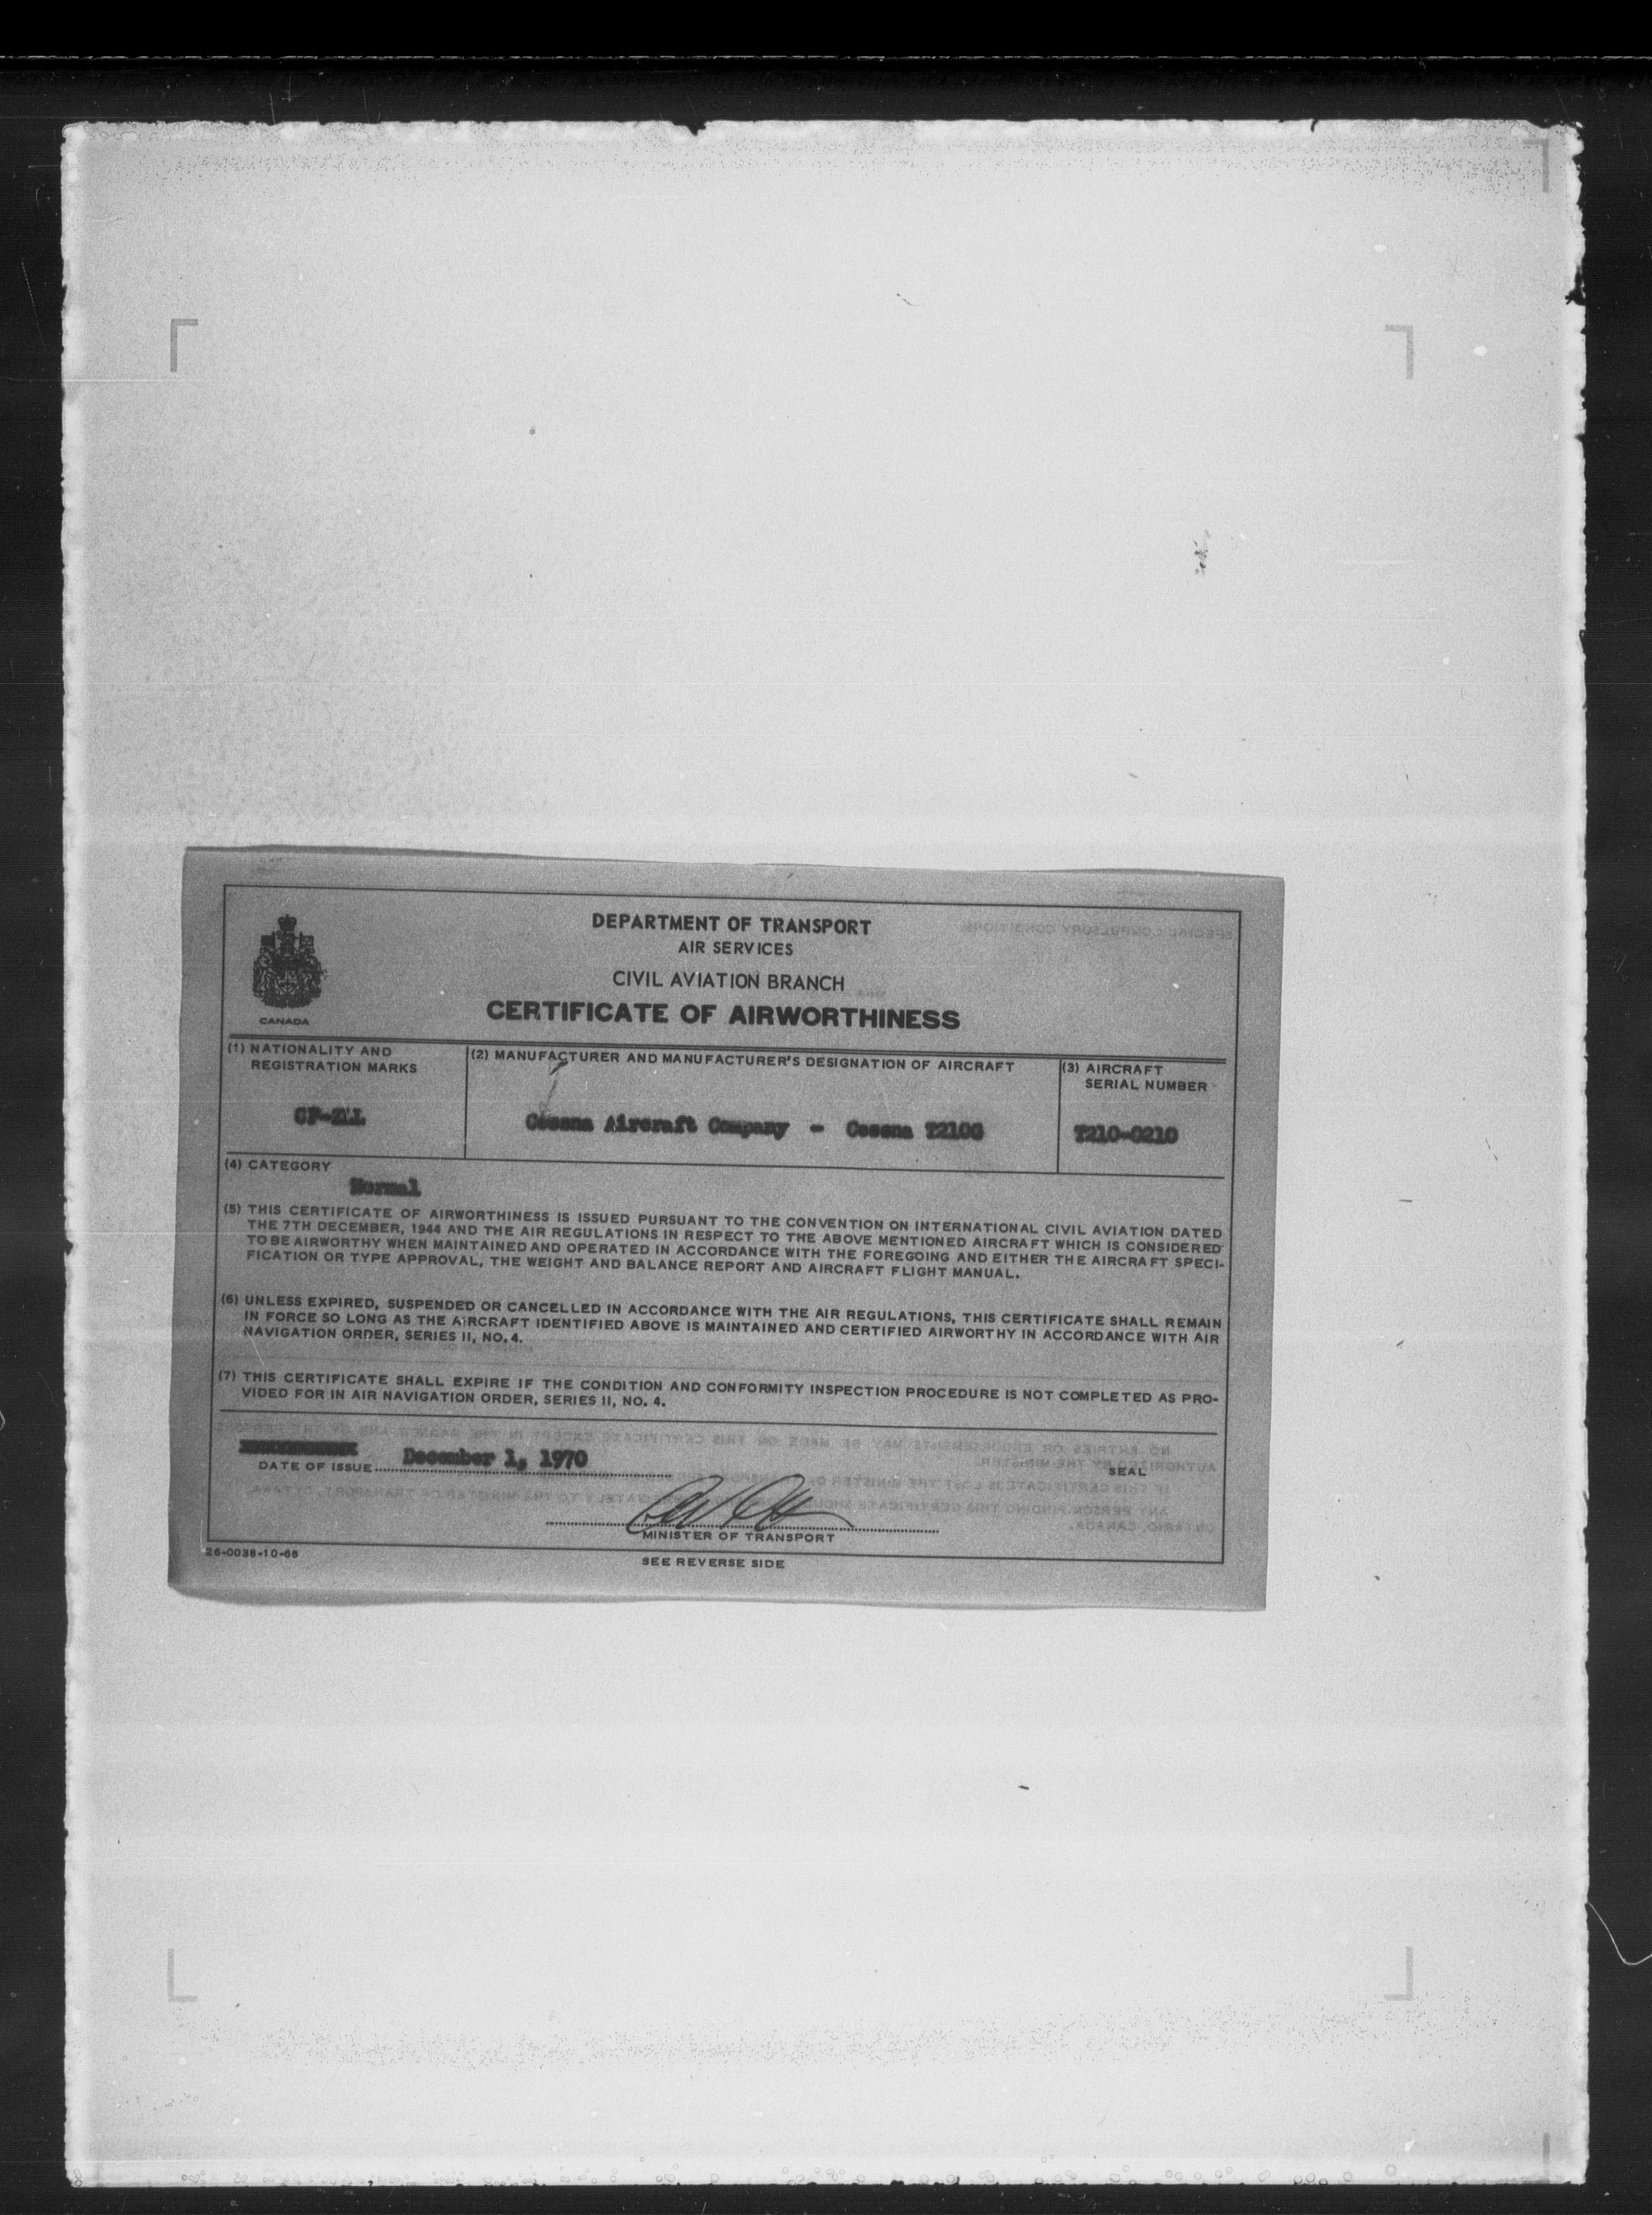 DEPARTMENT OF TRANSPORT
AIR SERVICES
CIVIL AVIATION BRANCH
CERTIFICATE OF AIRWORTHINESS
CANADA
(1) NATIONALITY AND
REGISTRATION MARKS
(2) MANUFACTURER AND MANUFACTURER'S DESIGNATION OF AIRCRAFT
(3) AIRCRAFT
SERIAL NUMBER
Cessna Aircraft Company - Cessna T210G
T210-0210
(4) CATEGORY
Normal
(5) THIS CERTIFICATE OF AIRWORTHINESS IS ISSUED PURSUANT TO THE CONVENTION ON INTERNATIONAL CIVIL AVIATION DATED
THE 7TH DECEMBER, 1944 AND THE AIR REGULATIONS IN RESPECT TO THE ABOVE MENTIONED AIRCRAFT WHICH IS CONSIDERED
TO BE AIRWORTHY WHEN MAINTAINED AND OPERATED IN ACCORDANCE WITH THE FOREGOING AND EITHER THE AIRCRAFT SPECI-
FICATION OR TYPE APPROVAL, THE WEIGHT AND BALANCE REPORT AND AIRCRAFT FLIGHT MANUAL.
(6) UNLESS EXPIRED, SUSPENDED OR CANCELLED IN ACCORDANCE WITH THE AIR REGULATIONS, THIS CERTIFICATE SHALL REMAIN
IN FORCE SO LONG AS THE AIRCRAFT IDENTIFIED ABOVE IS MAINTAINED AND CERTIFIED AIRWORTHY IN ACCORDANCE WITH AIR
NAVIGATION ORDER, SERIES II, NO. 4.
(7) THIS CERTIFICATE SHALL EXPIRE IF THE CONDITION AND CONFORMITY INSPECTION PROCEDURE IS NOT COMPLETED AS PRO-
VIDED FOR IN AIR NAVIGATION ORDER, SERIES II, NO. 4.
DATE OF ISSUE December 1, 1970
SEAL
MINISTER OF TRANSPORT
26-0038-10-68
SEE REVERSE SIDE